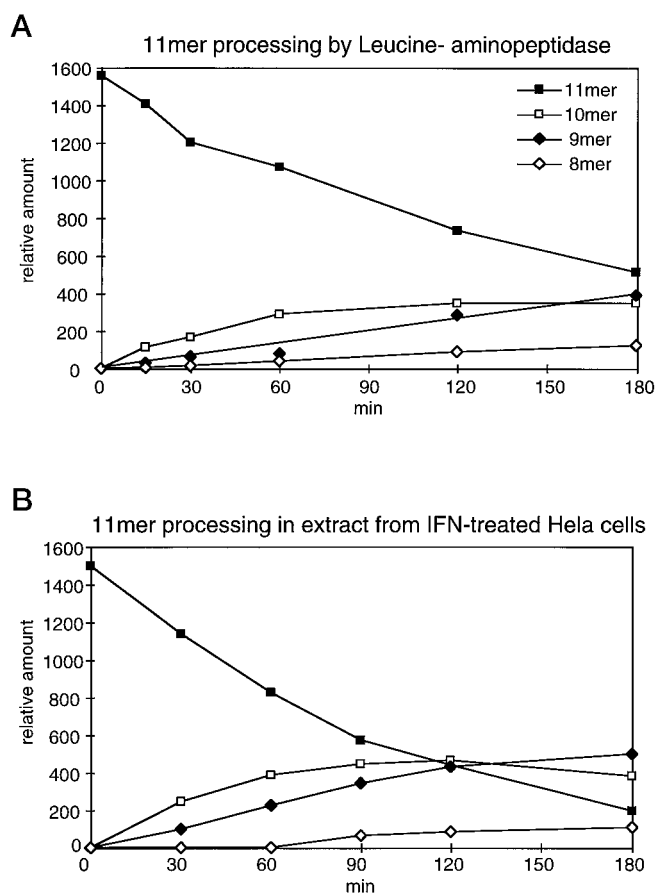 A
11mer processing by Leucine- aminopeptidase
1600
1400
1200
1000
800
600
400
200
0
relative amount
11mer
10mer
9mer
8mer
0 30 60 90 120 150 180
min
B
11mer processing in extract from IFN-treated Hela cells
1600
1400
1200
1000
800
600
400
200
0
relative amount
0 30 60 90 120 150 180
min